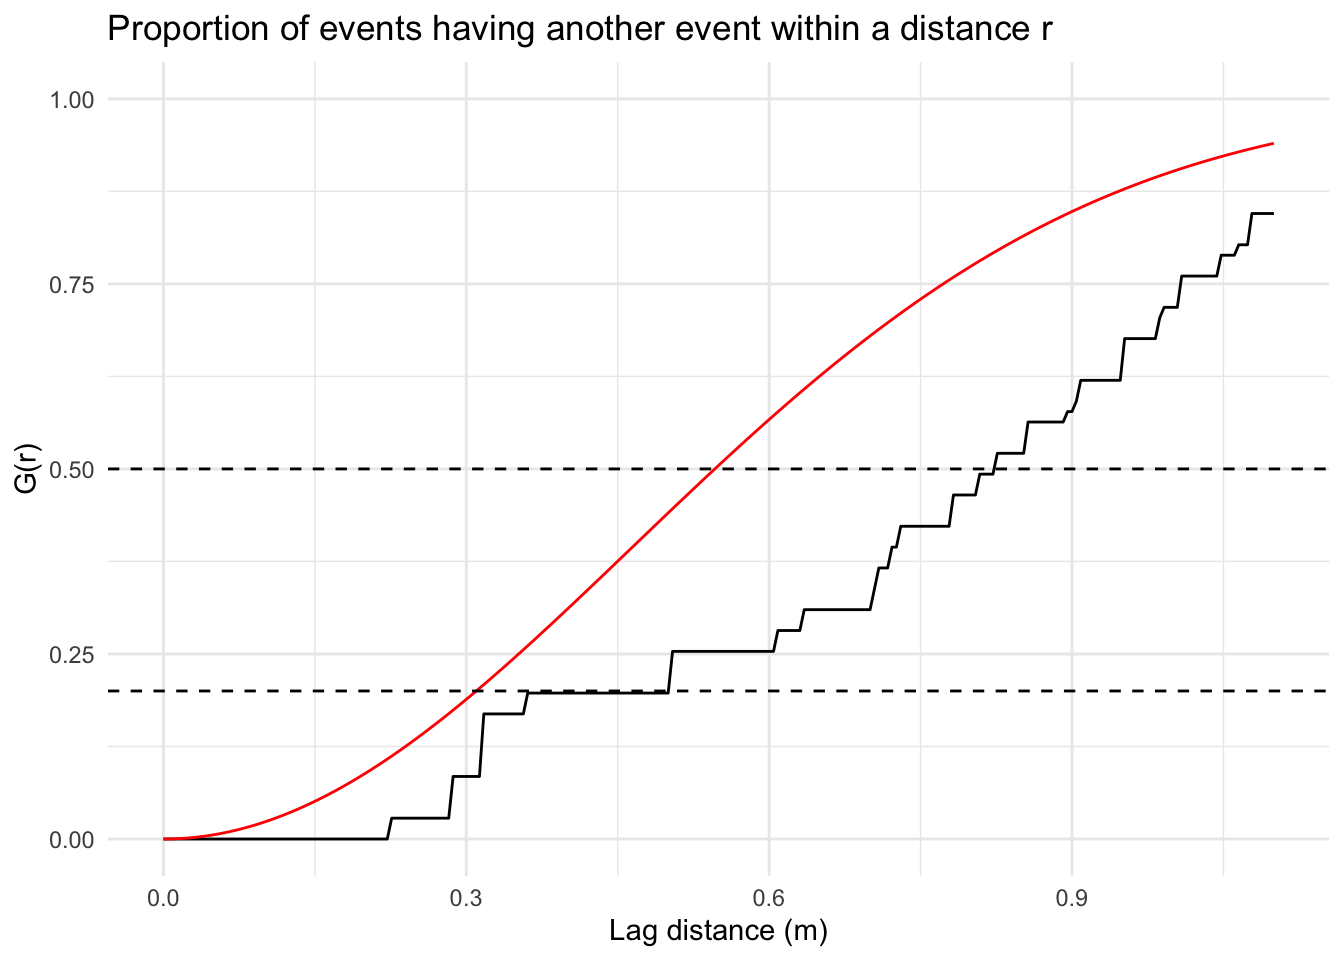 Proportion of events having another event within a distance r
1.00
0.75
0.50
0.25
0.00
G(r)
0.0 0.3 0.6 0.9
Lag distance (m)